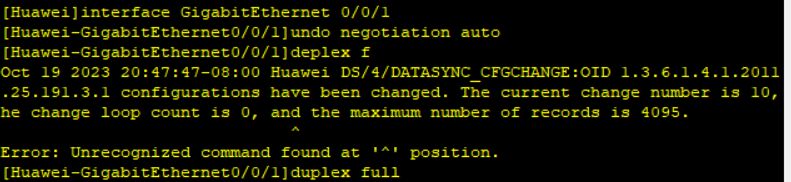 [Huawei]interface GigabitEthernet 0/0/1
[Huawei-GigabitEthernet0/0/1]undo negotiation auto
[Huawei-GigabitEthernet0/0/1]deplex f
Oct 19 2023 20:47:47-08:00 Huawei DS/4/DATASYNC_CFGCHANGE:OID 1.3.6.1.4.1.2011
.25.191.3.1 configurations have been changed. The current change number is 10,
he change loop count is 0, and the maximum number of records is 4095.
^
Error: Unrecognized command found at '^' position.
[Huawei-GigabitEthernet0/0/1]duplex full